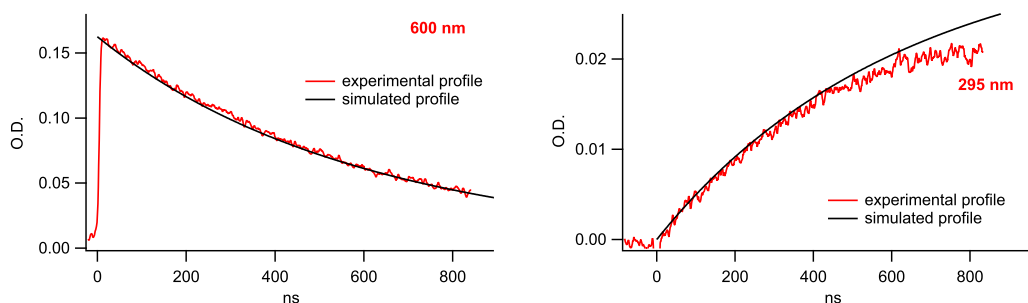 600 nm
experimental profile
simulated profile
O.D.
0.15
0.10
0.05
0.00
0
200
400
600
800
ns
295 nm
experimental profile
simulated profile
O.D.
0.02
0.01
0.00
0
200
400
600
800
ns